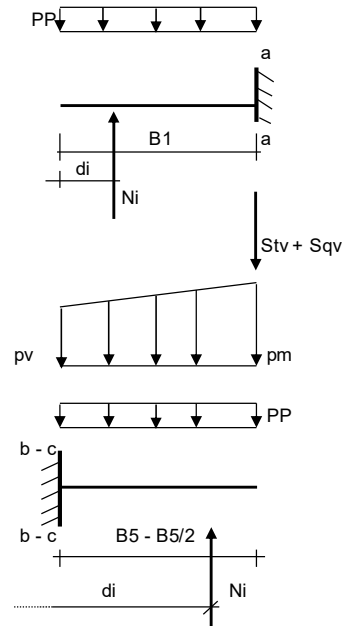 PP
a
B1
a
di
Ni
Stv + Sqv
pv
pm
PP
b - c
b - c
B5 - B5/2
di
Ni